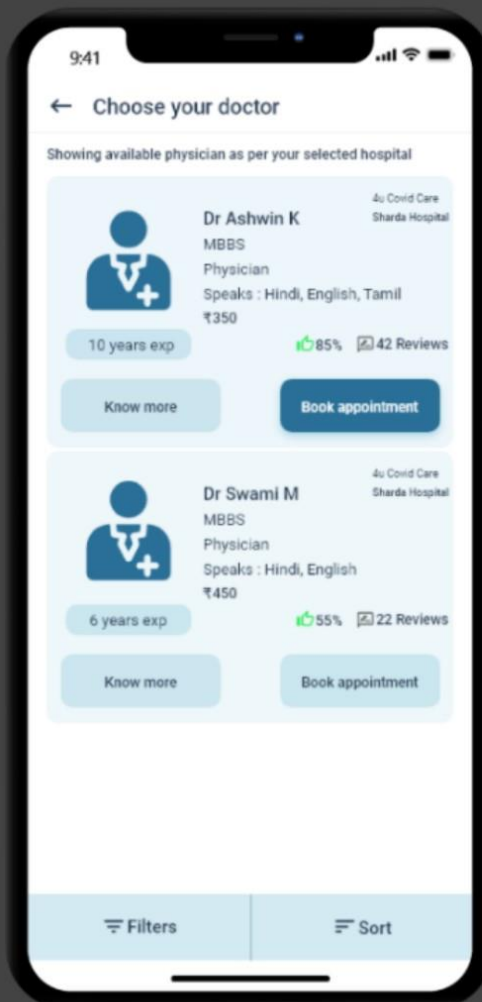 9:41
← Choose your doctor
Showing available physician as per your selected hospital
4u Covid Care
Sharda Hospital
Dr Ashwin K
MBBS
Physician
Speaks : Hindi, English, Tamil
₹350
10 years exp
85% 42 Reviews
Know more
Book appointment
4u Covid Care
Sharda Hospital
Dr Swami M
MBBS
Physician
Speaks : Hindi, English
₹450
6 years exp
55% 22 Reviews
Know more
Book appointment
Filters
Sort